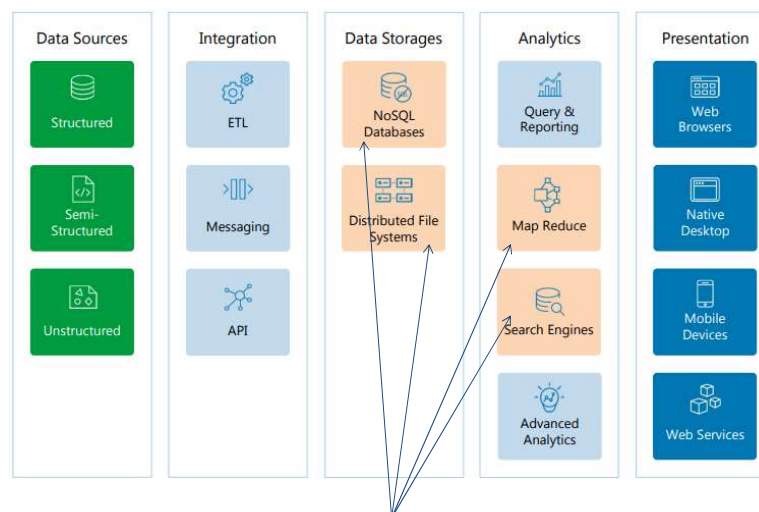 Data Sources
Structured
Semi-
Structured
Unstructured
Integration
ETL
Messaging
API
Data Storages
NoSQL
Databases
Distributed File
Systems
Analytics
Query &
Reporting
Map Reduce
Search Engines
Advanced
Analytics
Presentation
Web
Browsers
Native
Desktop
Mobile
Devices
Web Services